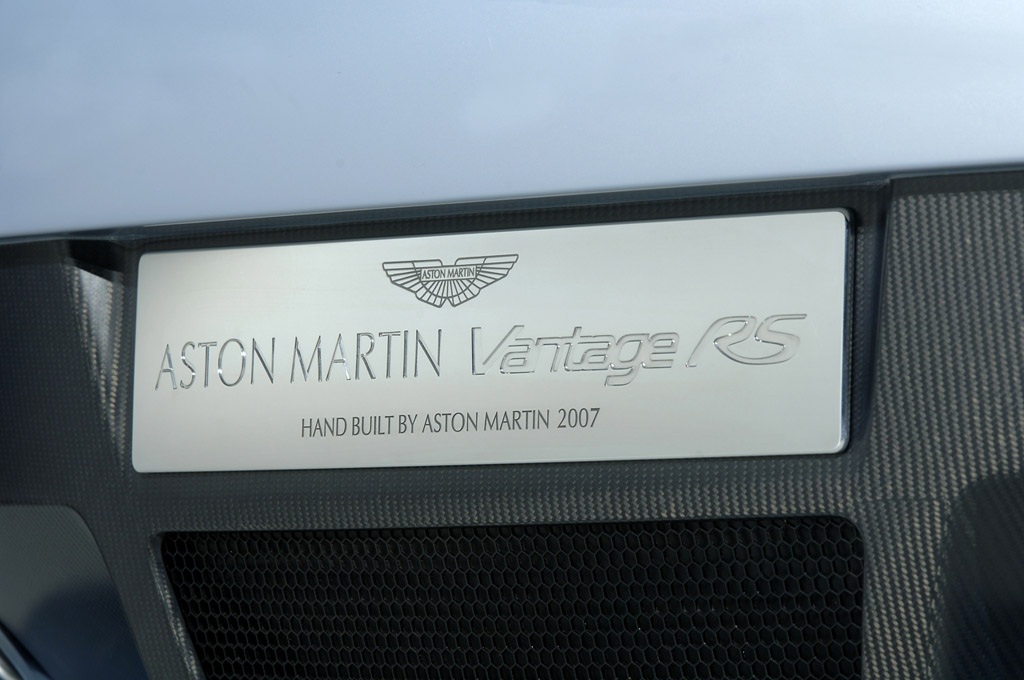 ASTON MARTIN
ASTON MARTIN Vantage RS
HAND BUILT BY ASTON MARTIN 2007